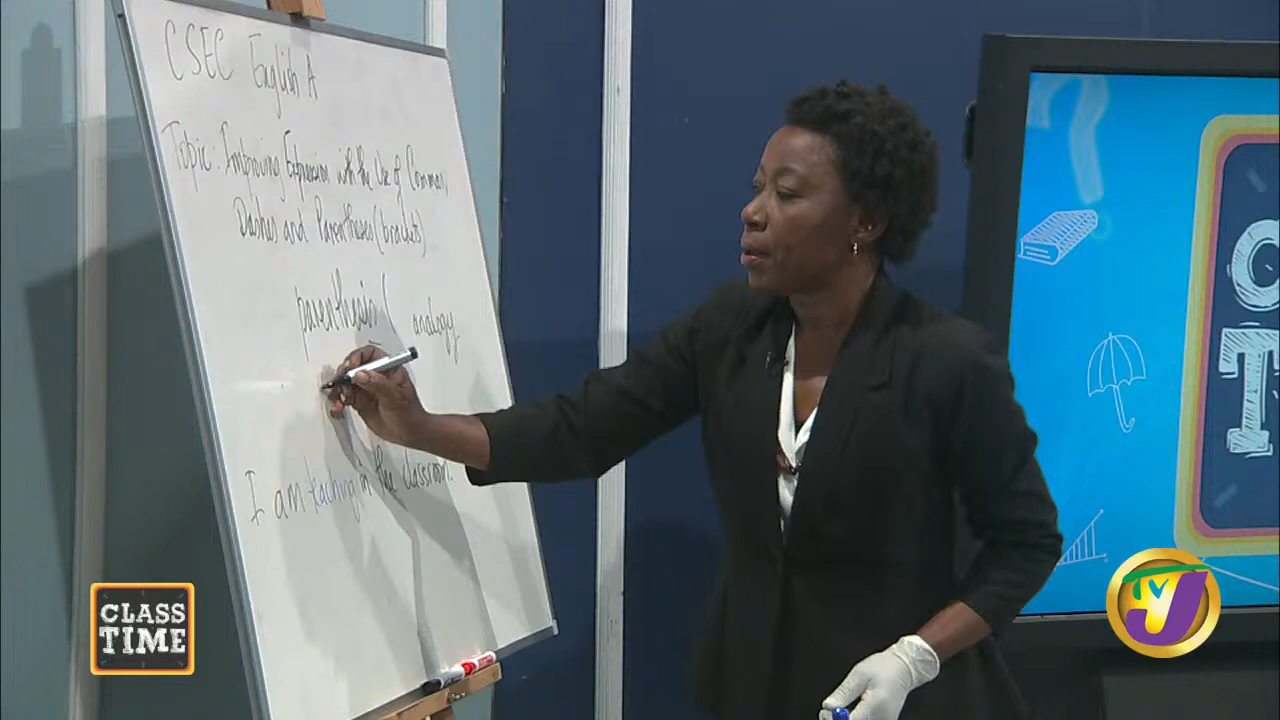 CSEC English A
Topic: Improving Expression with the Use of Commas,
Dashes and Parentheses (brackets)
parenthesis ( analogy
I am teaching in the classroom.
CLASS
TIME
TVJ
C
T